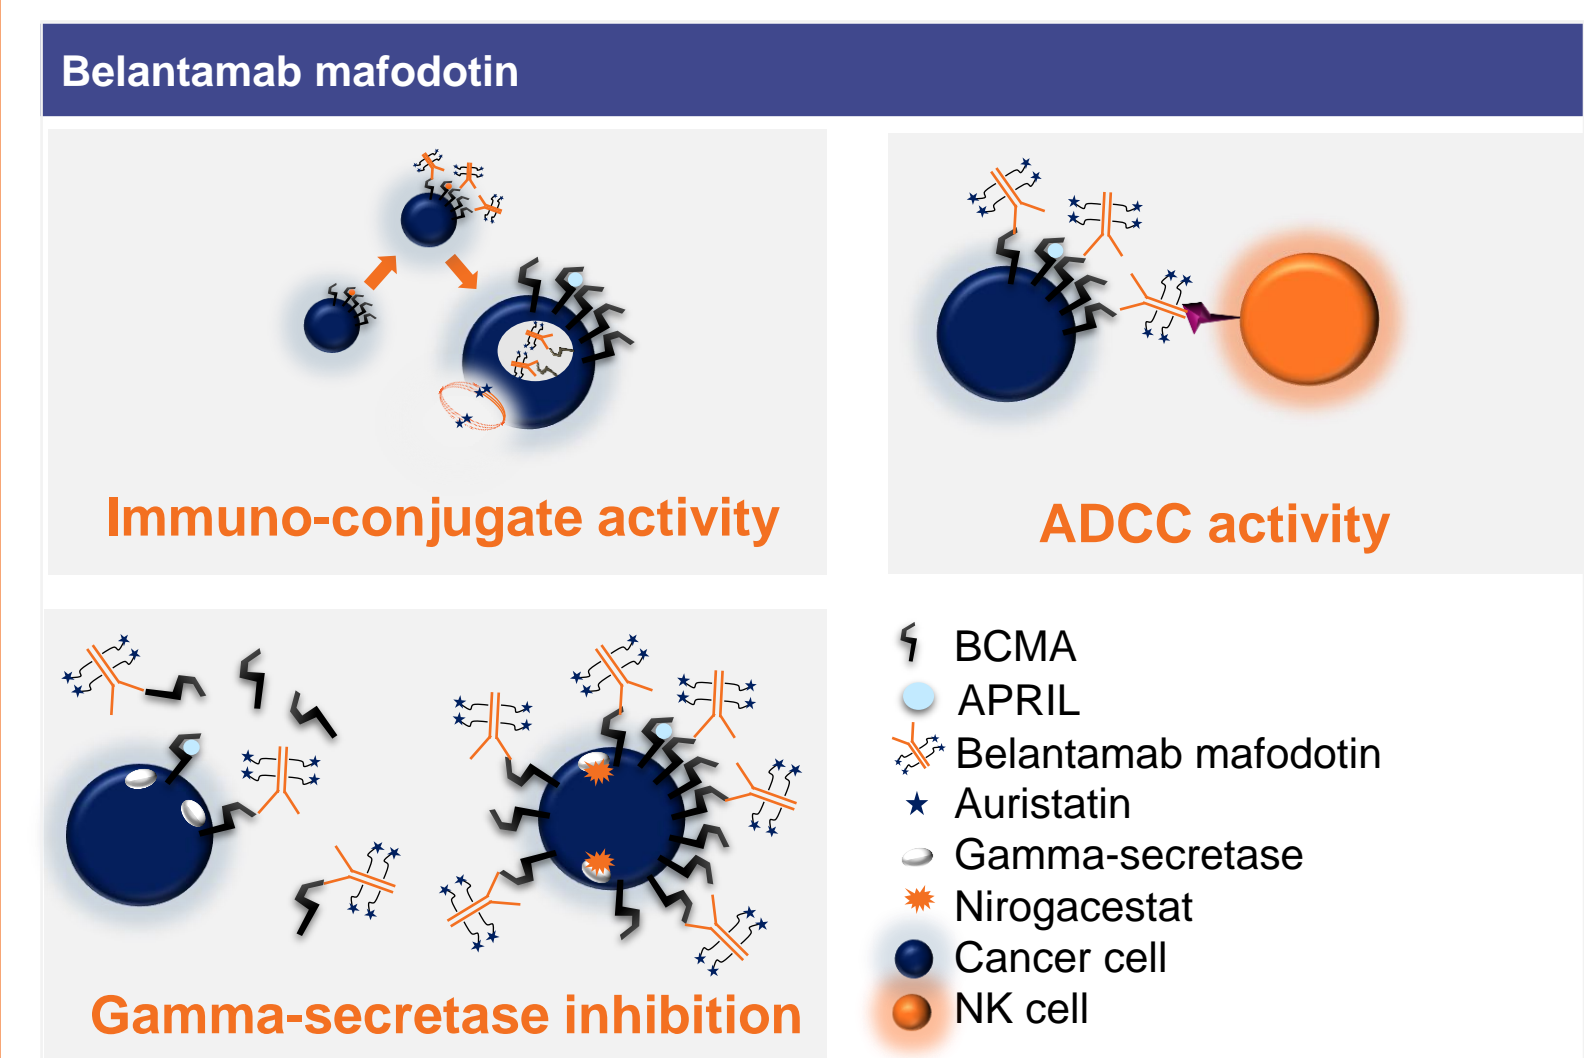 Belantamab mafodotin
Immuno-conjugate activity
ADCC activity
Gamma-secretase inhibition
BCMA
APRIL
Belantamab mafodotin
Auristatin
Gamma-secretase
Nirogacestat
Cancer cell
NK cell